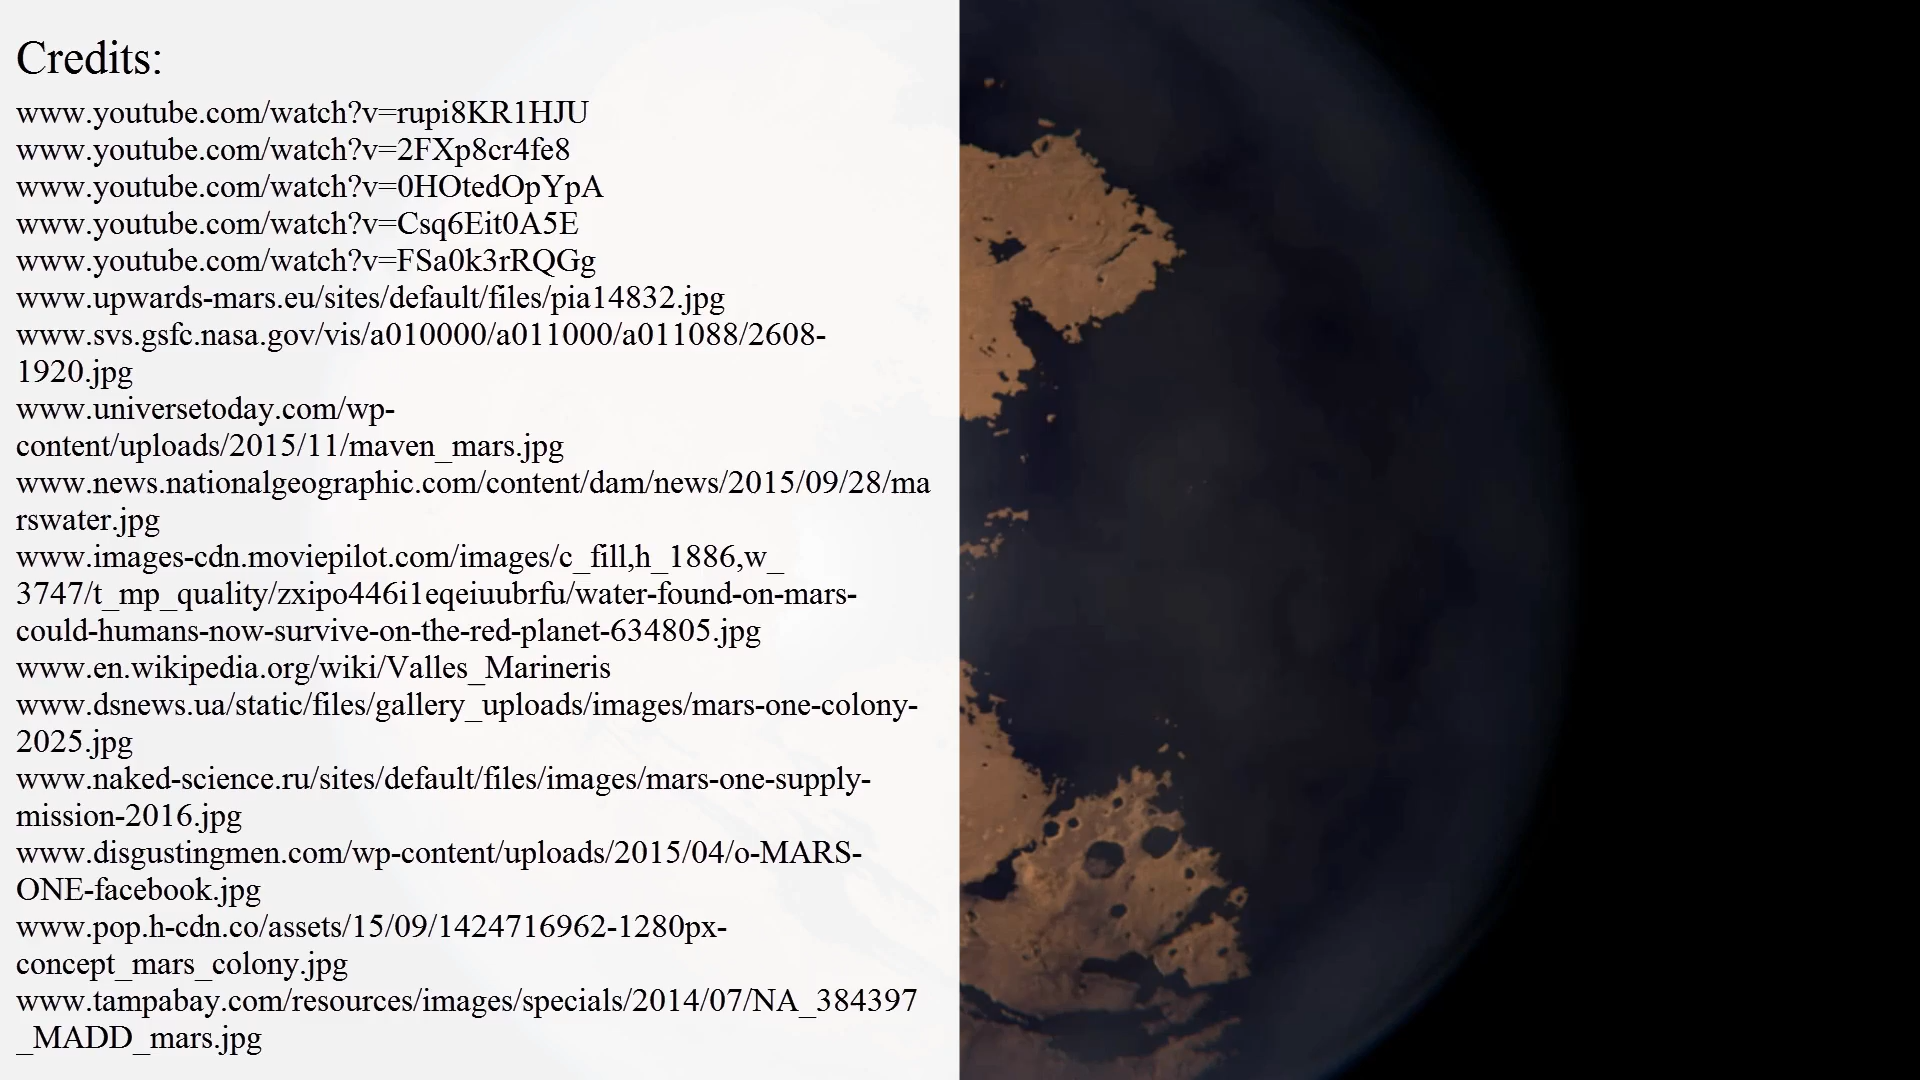 Credits:
www.youtube.com/watch?v=rupi8KR1HJU
www.youtube.com/watch?v=2FXp8cr4fe8
www.youtube.com/watch?v=0HOtedOpYpA
www.youtube.com/watch?v=Csq6Eit0A5E
www.youtube.com/watch?v=FSa0k3rRQGg
www.upwards-mars.eu/sites/default/files/pia14832.jpg
www.svs.gsfc.nasa.gov/vis/a010000/a011000/a011088/2608-
1920.jpg
www.universetoday.com/wp-
content/uploads/2015/11/maven_mars.jpg
www.news.nationalgeographic.com/content/dam/news/2015/09/28/ma
rswater.jpg
www.images-cdn.moviepilot.com/images/c_fill,h_1886,w_
3747/t_mp_quality/zxipo446i1eqeiuubrfu/water-found-on-mars-
could-humans-now-survive-on-the-red-planet-634805.jpg
www.en.wikipedia.org/wiki/Valles_Marineris
www.dsnews.ua/static/files/gallery_uploads/images/mars-one-colony-
2025.jpg
www.naked-science.ru/sites/default/files/images/mars-one-supply-
mission-2016.jpg
www.disgustingmen.com/wp-content/uploads/2015/04/o-MARS-
ONE-facebook.jpg
www.pop.h-cdn.co/assets/15/09/1424716962-1280px-
concept_mars_colony.jpg
www.tampabay.com/resources/images/specials/2014/07/NA_384397
_MADD_mars.jpg